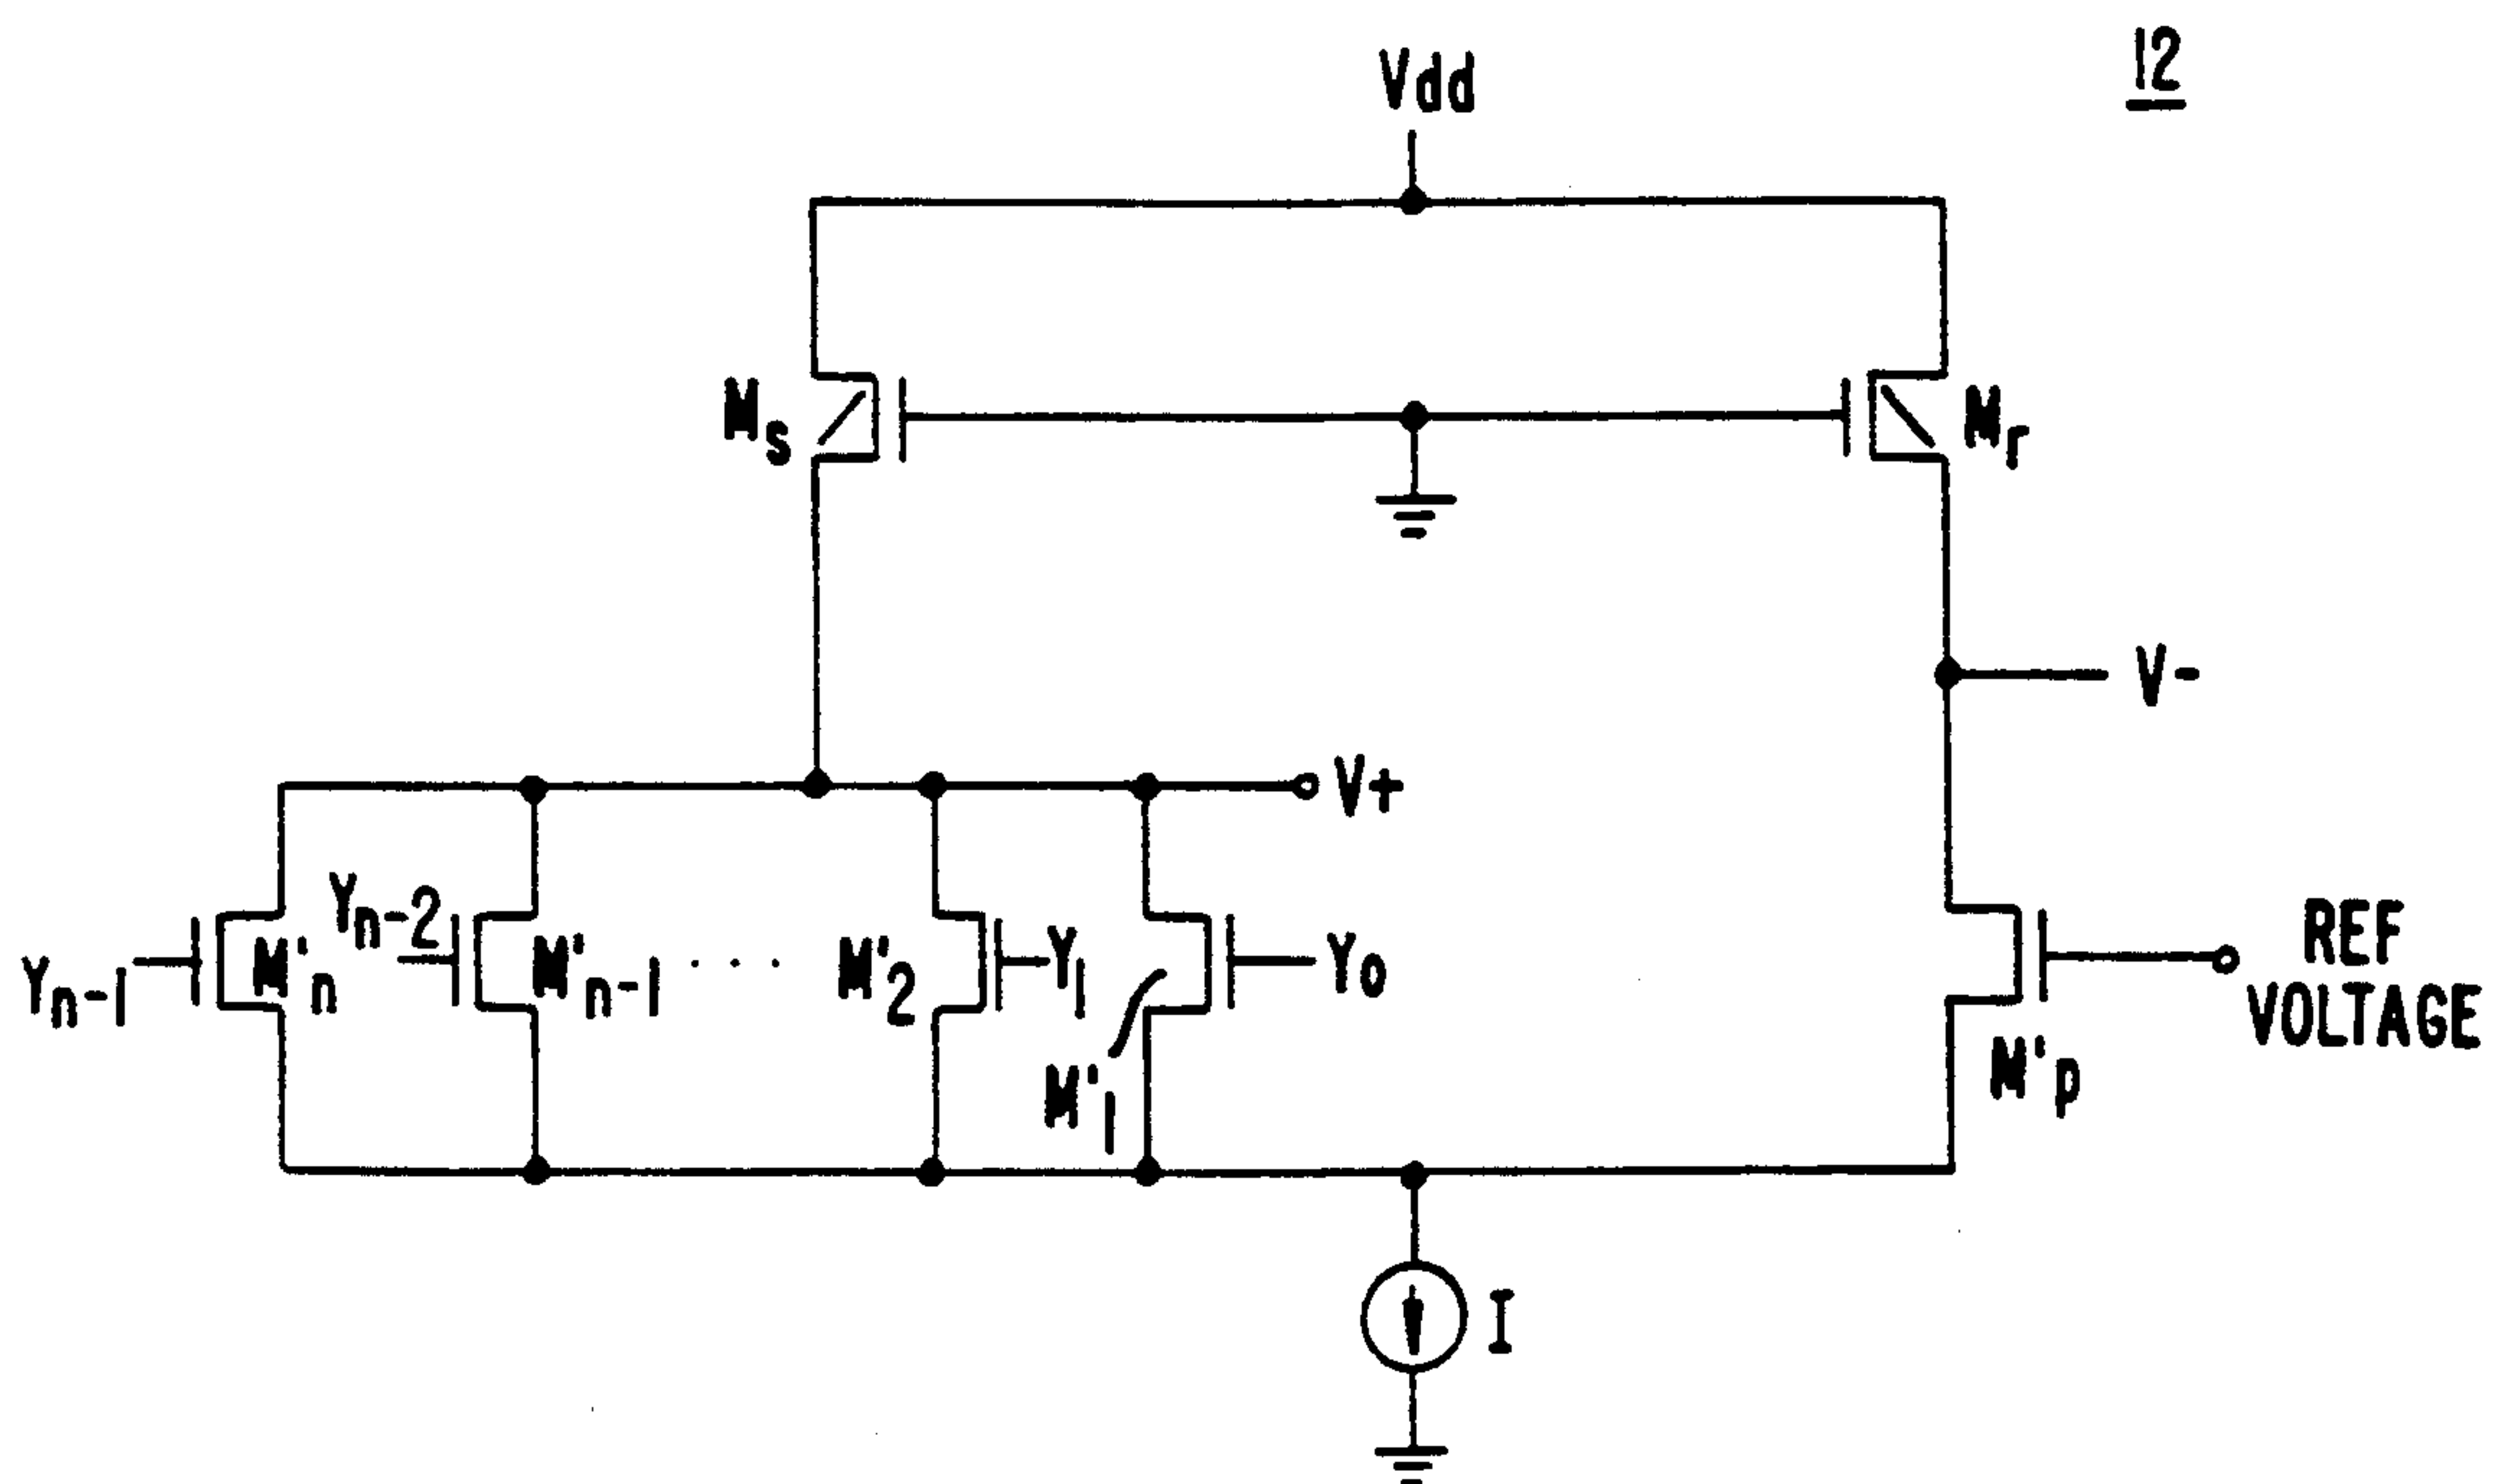 12
Vdd
Ms
Mr
V-
V+
Yn-1
M'n
Yn-2
M'n-1
. . .
M'2
Y1
M'1
Y0
REF
VOLTAGE
M'p
I